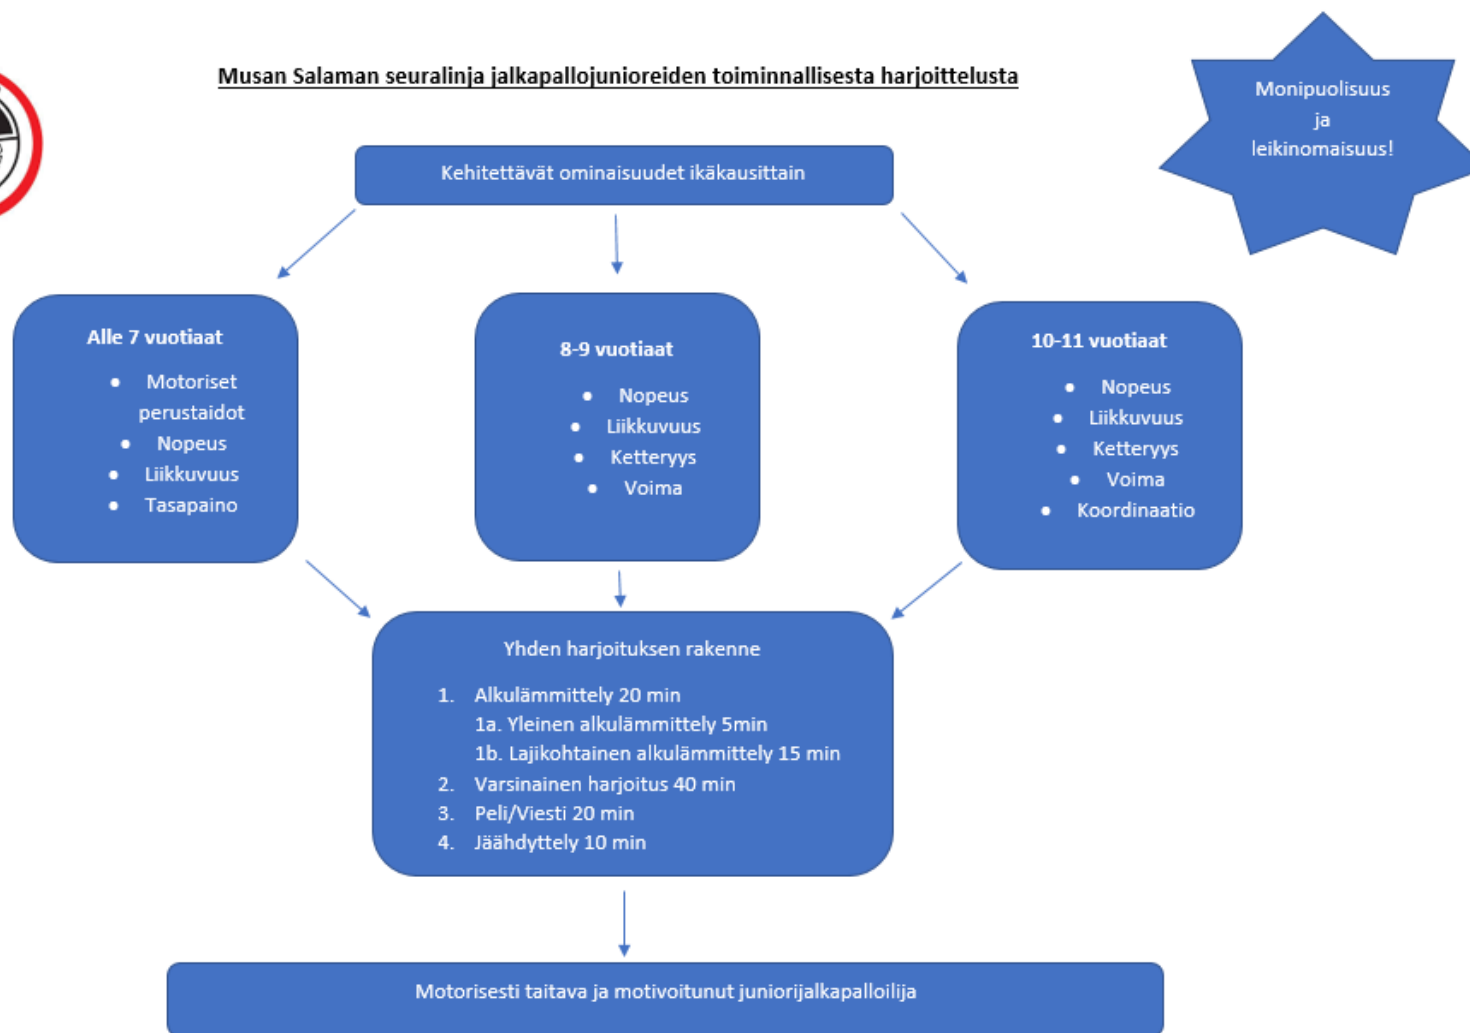 Musan Salaman seuralinja jalkapallojunioreiden toiminnallisesta harjoittelusta
Monipuolisuus
ja
leikinomaisuus!
Kehitettävät ominaisuudet ikäkausittain
Alle 7 vuotiaat
● Motoriset
perustaidot
● Nopeus
● Liikkuvuus
● Tasapaino
8-9 vuotiaat
● Nopeus
● Liikkuvuus
● Ketteryys
● Voima
10-11 vuotiaat
● Nopeus
● Liikkuvuus
● Ketteryys
● Voima
● Koordinaatio
Yhden harjoituksen rakenne
1. Alkulämmittely 20 min
1a. Yleinen alkulämmittely 5min
1b. Lajikohtainen alkulämmittely 15 min
2. Varsinainen harjoitus 40 min
3. Peli/Viesti 20 min
4. Jäähdyttely 10 min
Motorisesti taitava ja motivoitunut juniorijalkapalloilija